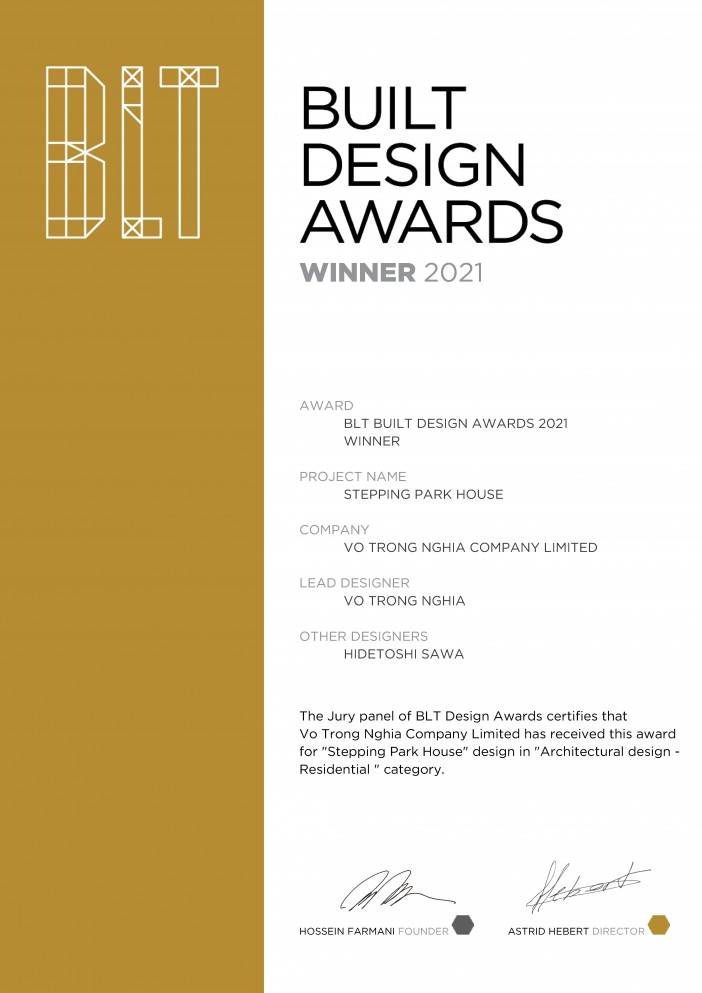 BLT
BUILT
DESIGN
AWARDS
WINNER 2021
AWARD
BLT BUILT DESIGN AWARDS 2021
WINNER
PROJECT NAME
STEPPING PARK HOUSE
COMPANY
VO TRONG NGHIA COMPANY LIMITED
LEAD DESIGNER
VO TRONG NGHIA
OTHER DESIGNERS
HIDETOSHI SAWA
The Jury panel of BLT Design Awards certifies that
Vo Trong Nghia Company Limited has received this award
for "Stepping Park House" design in "Architectural design -
Residential " category.
Hebert
HOSSEIN FARMANI FOUNDER
ASTRID HEBERT DIRECTOR